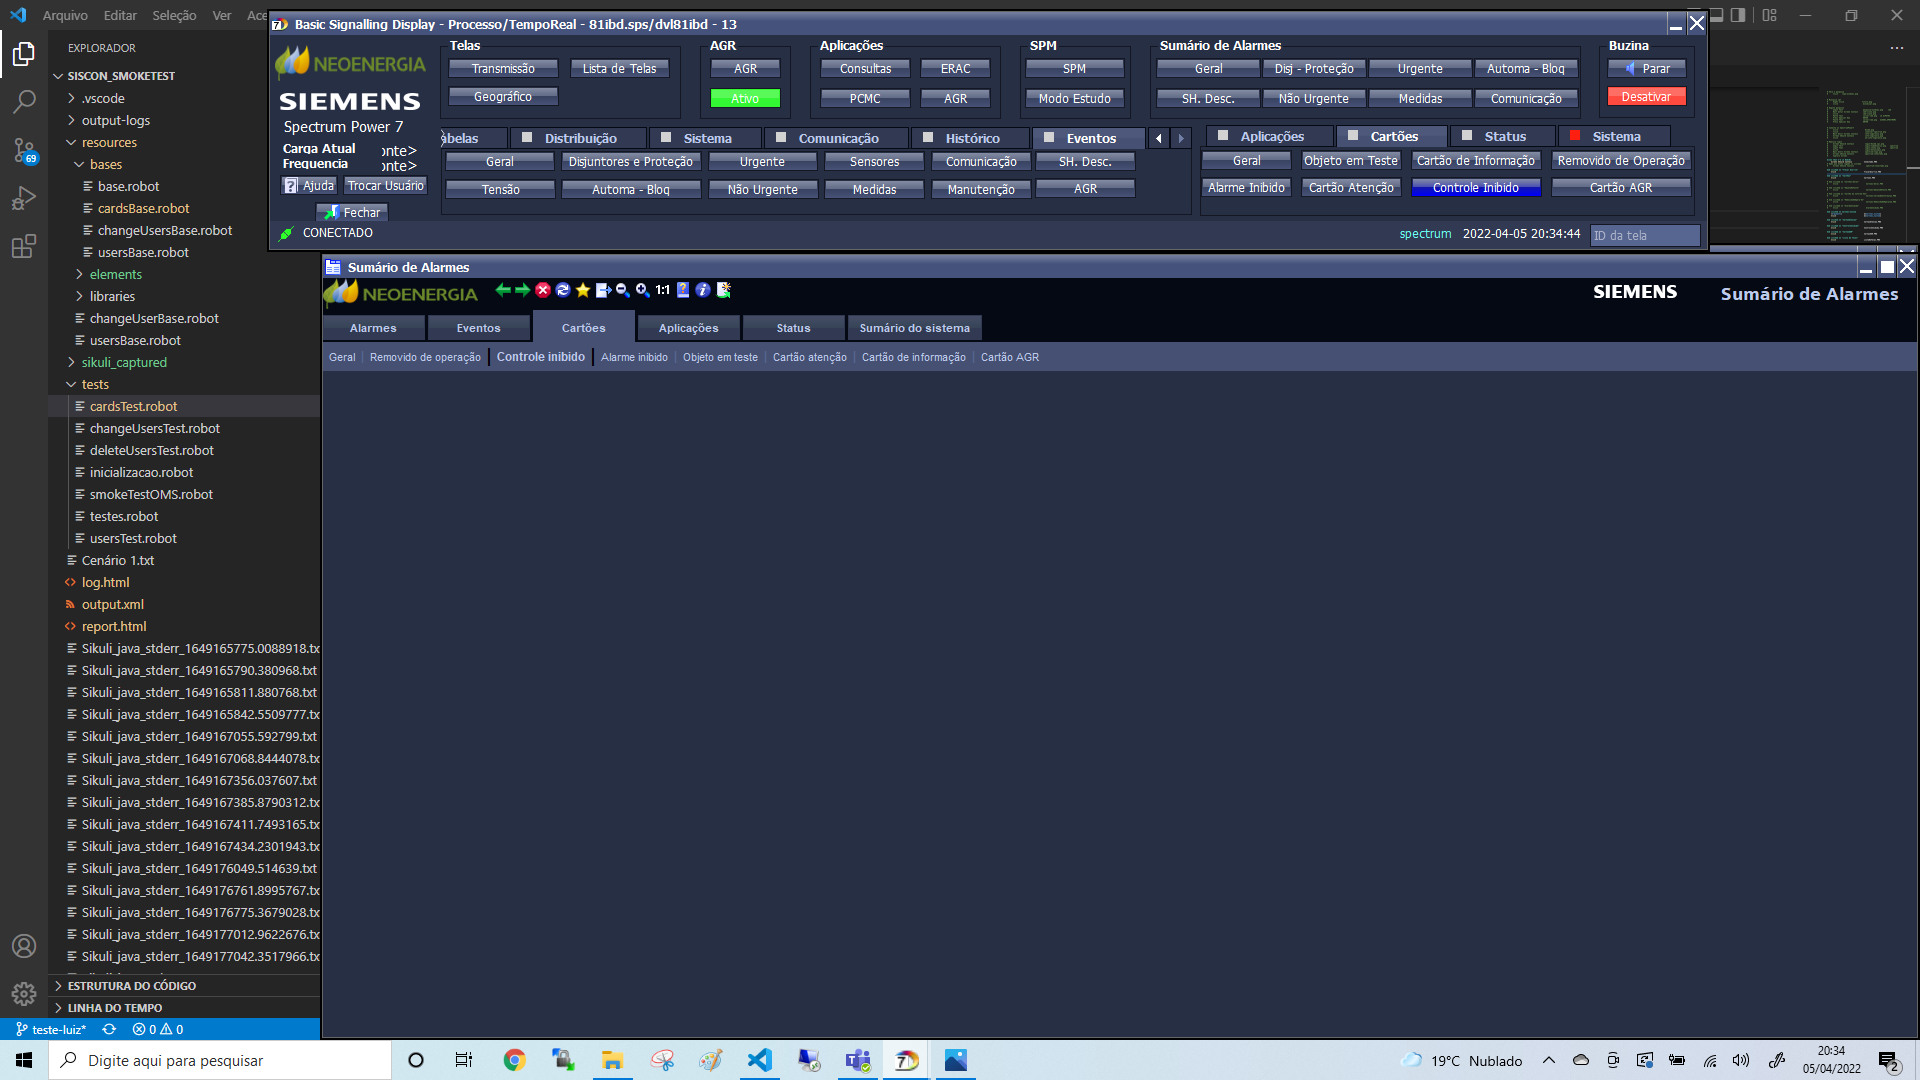 Arquivo Editar Seleção Ver Ace
Basic Signalling Display - Processo/TempoReal - 81ibd.sps/dvl81ibd - 13
EXPLORADOR
SISCON_SMOKETEST
.vscode
output-logs
resources
bases
base.robot
cardsBase.robot
changeUsersBase.robot
usersBase.robot
elements
libraries
changeUserBase.robot
usersBase.robot
sikuli_captured
tests
cardsTest.robot
changeUsersTest.robot
deleteUsersTest.robot
inicializacao.robot
smokeTestOMS.robot
testes.robot
usersTest.robot
Cenário 1.txt
log.html
output.xml
report.html
Sikuli_java_stderr_1649165775.0088918.tx
Sikuli_java_stderr_1649165790.380968.txt
Sikuli_java_stderr_1649165811.880768.txt
Sikuli_java_stderr_1649165842.5509777.tx
Sikuli_java_stderr_1649167055.592799.txt
Sikuli_java_stderr_1649167068.8444078.tx
Sikuli_java_stderr_1649167356.037607.txt
Sikuli_java_stderr_1649167385.8790312.tx
Sikuli_java_stderr_1649167411.7493165.tx
Sikuli_java_stderr_1649167434.2301943.tx
Sikuli_java_stderr_1649176049.514639.txt
Sikuli_java_stderr_1649176761.8995767.tx
Sikuli_java_stderr_1649176775.3679028.tx
Sikuli_java_stderr_1649177012.9622676.tx
Sikuli_java_stderr_1649177042.3517966.tx
ESTRUTURA DO CÓDIGO
LINHA DO TEMPO
69
teste-luiz* 0 0
NEOENERGIA
SIEMENS
Spectrum Power 7
Carga Atual onte>
Frequencia onte>
Ajuda Trocar Usuário
Fechar
CONECTADO
Telas
Transmissão Lista de Telas
Geográfico
AGR
AGR
Ativo
Aplicações
Consultas ERAC
PCMC AGR
SPM
SPM
Modo Estudo
Sumário de Alarmes
Geral Disj - Proteção Urgente Automa - Bloq
SH. Desc. Não Urgente Medidas Comunicação
Buzina
Parar
Desativar
belas Distribuição Sistema Comunicação Histórico Eventos
Geral Disjuntores e Proteção Urgente Sensores Comunicação SH. Desc.
Tensão Automa - Bloq Não Urgente Medidas Manutenção AGR
Aplicações Cartões Status Sistema
Geral Objeto em Teste Cartão de Informação Removido de Operação
Alarme Inibido Cartão Atenção Controle Inibido Cartão AGR
spectrum 2022-04-05 20:34:44 ID da tela
Sumário de Alarmes
NEOENERGIA 1:1 SIEMENS Sumário de Alarmes
Alarmes Eventos Cartões Aplicações Status Sumário do sistema
Geral Removido de operação Controle inibido Alarme inibido Objeto em teste Cartão atenção Cartão de informação Cartão AGR
Digite aqui para pesquisar
19°C Nublado
20:34
05/04/2022
2